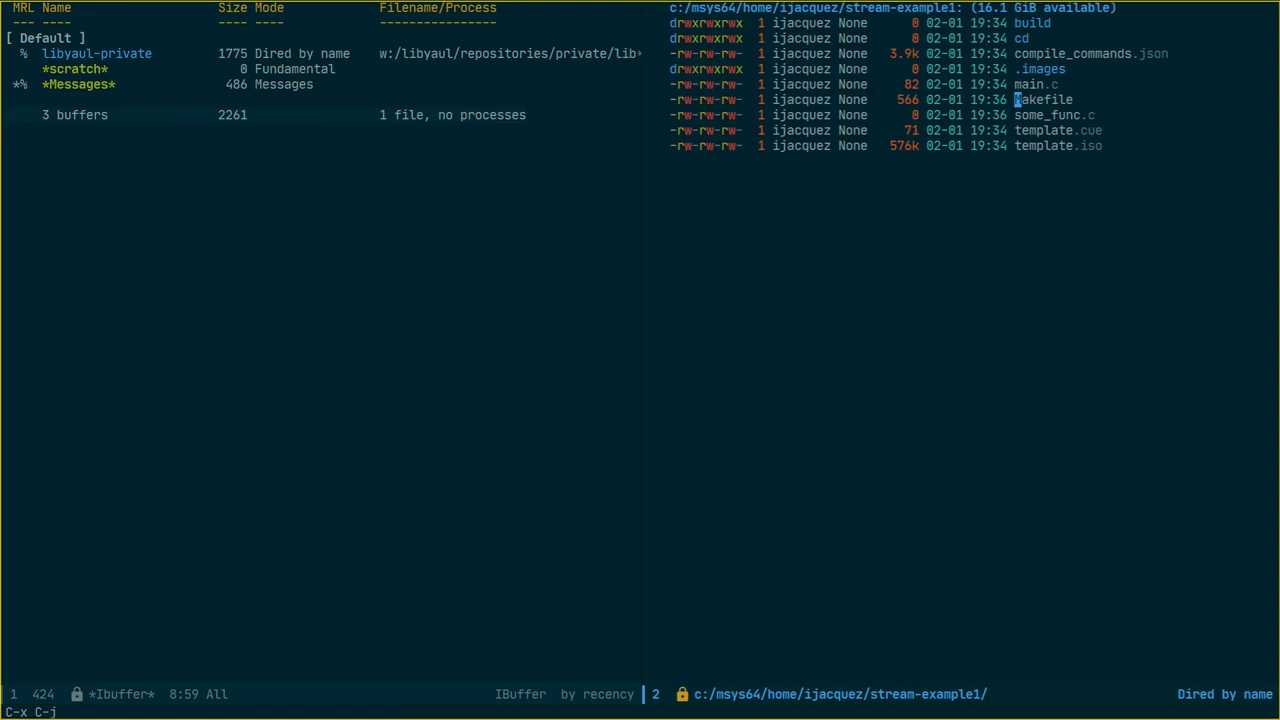 MRL Name Size Mode Filename/Process
--- ---- ---- ---- ---------------
[ Default ]
% libyaul-private 1775 Dired by name w:/libyaul/repositories/private/lib→
*scratch* 0 Fundamental
*% *Messages* 486 Messages
3 buffers 2261 1 file, no processes
c:/msys64/home/ijacquez/stream-example1: (16.1 GiB available)
drwxrwxrwx 1 ijacquez None 0 02-01 19:34 build
drwxrwxrwx 1 ijacquez None 0 02-01 19:34 cd
-rw-rw-rw- 1 ijacquez None 3.9k 02-01 19:34 compile_commands.json
drwxrwxrwx 1 ijacquez None 0 02-01 19:34 .images
-rw-rw-rw- 1 ijacquez None 82 02-01 19:34 main.c
-rw-rw-rw- 1 ijacquez None 566 02-01 19:36 Makefile
-rw-rw-rw- 1 ijacquez None 0 02-01 19:36 some_func.c
-rw-rw-rw- 1 ijacquez None 71 02-01 19:34 template.cue
-rw-rw-rw- 1 ijacquez None 576k 02-01 19:34 template.iso
1 424 *Ibuffer* 8:59 All IBuffer by recency
2 c:/msys64/home/ijacquez/stream-example1/ Dired by name
C-x C-j